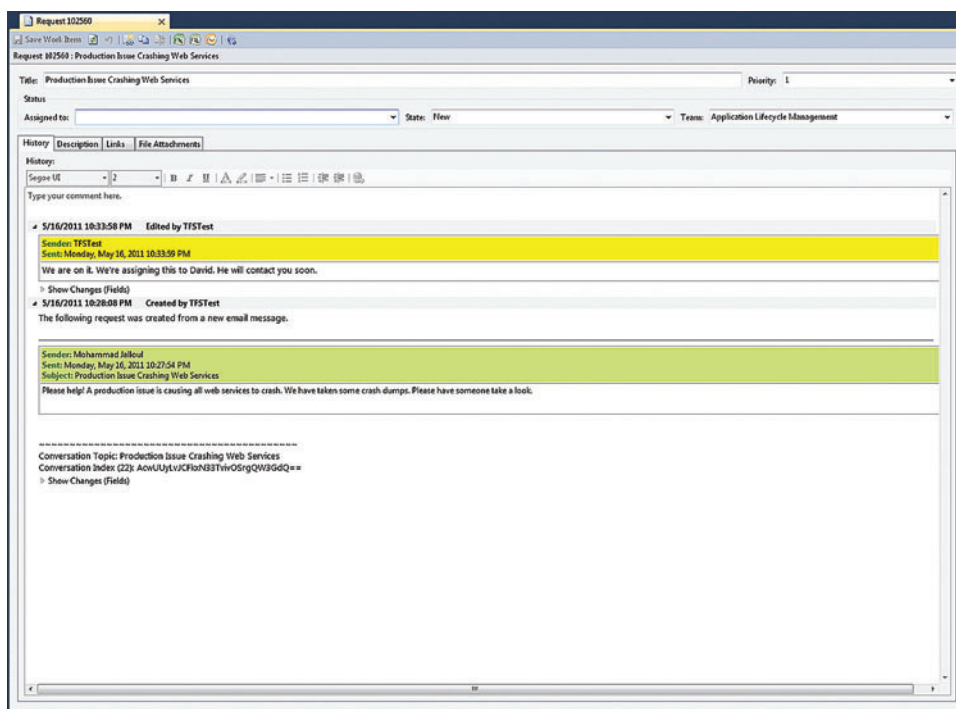 Request 102560
Save Work Item
Request 102560 : Production Issue Crashing Web Services
Title: Production Issue Crashing Web Services Priority: 1
Status
Assigned to: State: New Team: Application Lifecycle Management
History Description Links File Attachments
History:
Segoe UI 2 B I U
Type your comment here.
5/16/2011 10:33:58 PM Edited by TFSTest
Sender: TFSTest
Sent: Monday, May 16, 2011 10:33:59 PM
We are on it. We're assigning this to David. He will contact you soon.
Show Changes (Fields)
5/16/2011 10:28:08 PM Created by TFSTest
The following request was created from a new email message.
Sender: Mohammad Jalloul
Sent: Monday, May 16, 2011 10:27:54 PM
Subject: Production Issue Crashing Web Services
Please help! A production issue is causing all web services to crash. We have taken some crash dumps. Please have someone take a look.
~~~~~~~~~~~~~~~~~~~~~~~~~~~~~~~~~~~~~~~~~~
Conversation Topic: Production Issue Crashing Web Services
Conversation Index (22):
Show Changes (Fields)